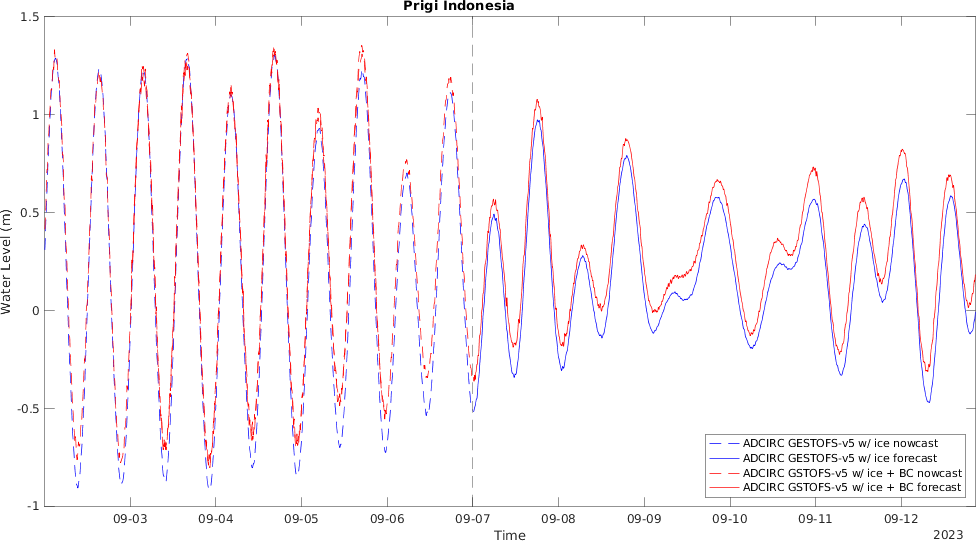 Prigi Indonesia
1.5
1
0.5
0
-0.5
-1
Water Level (m)
09-03 09-04 09-05 09-06 09-07 09-08 09-09 09-10 09-11 09-12
Time
2023
ADCIRC GESTOFS-v5 w/ ice nowcast
ADCIRC GESTOFS-v5 w/ ice forecast
ADCIRC GSTOFS-v5 w/ ice + BC nowcast
ADCIRC GSTOFS-v5 w/ ice + BC forecast